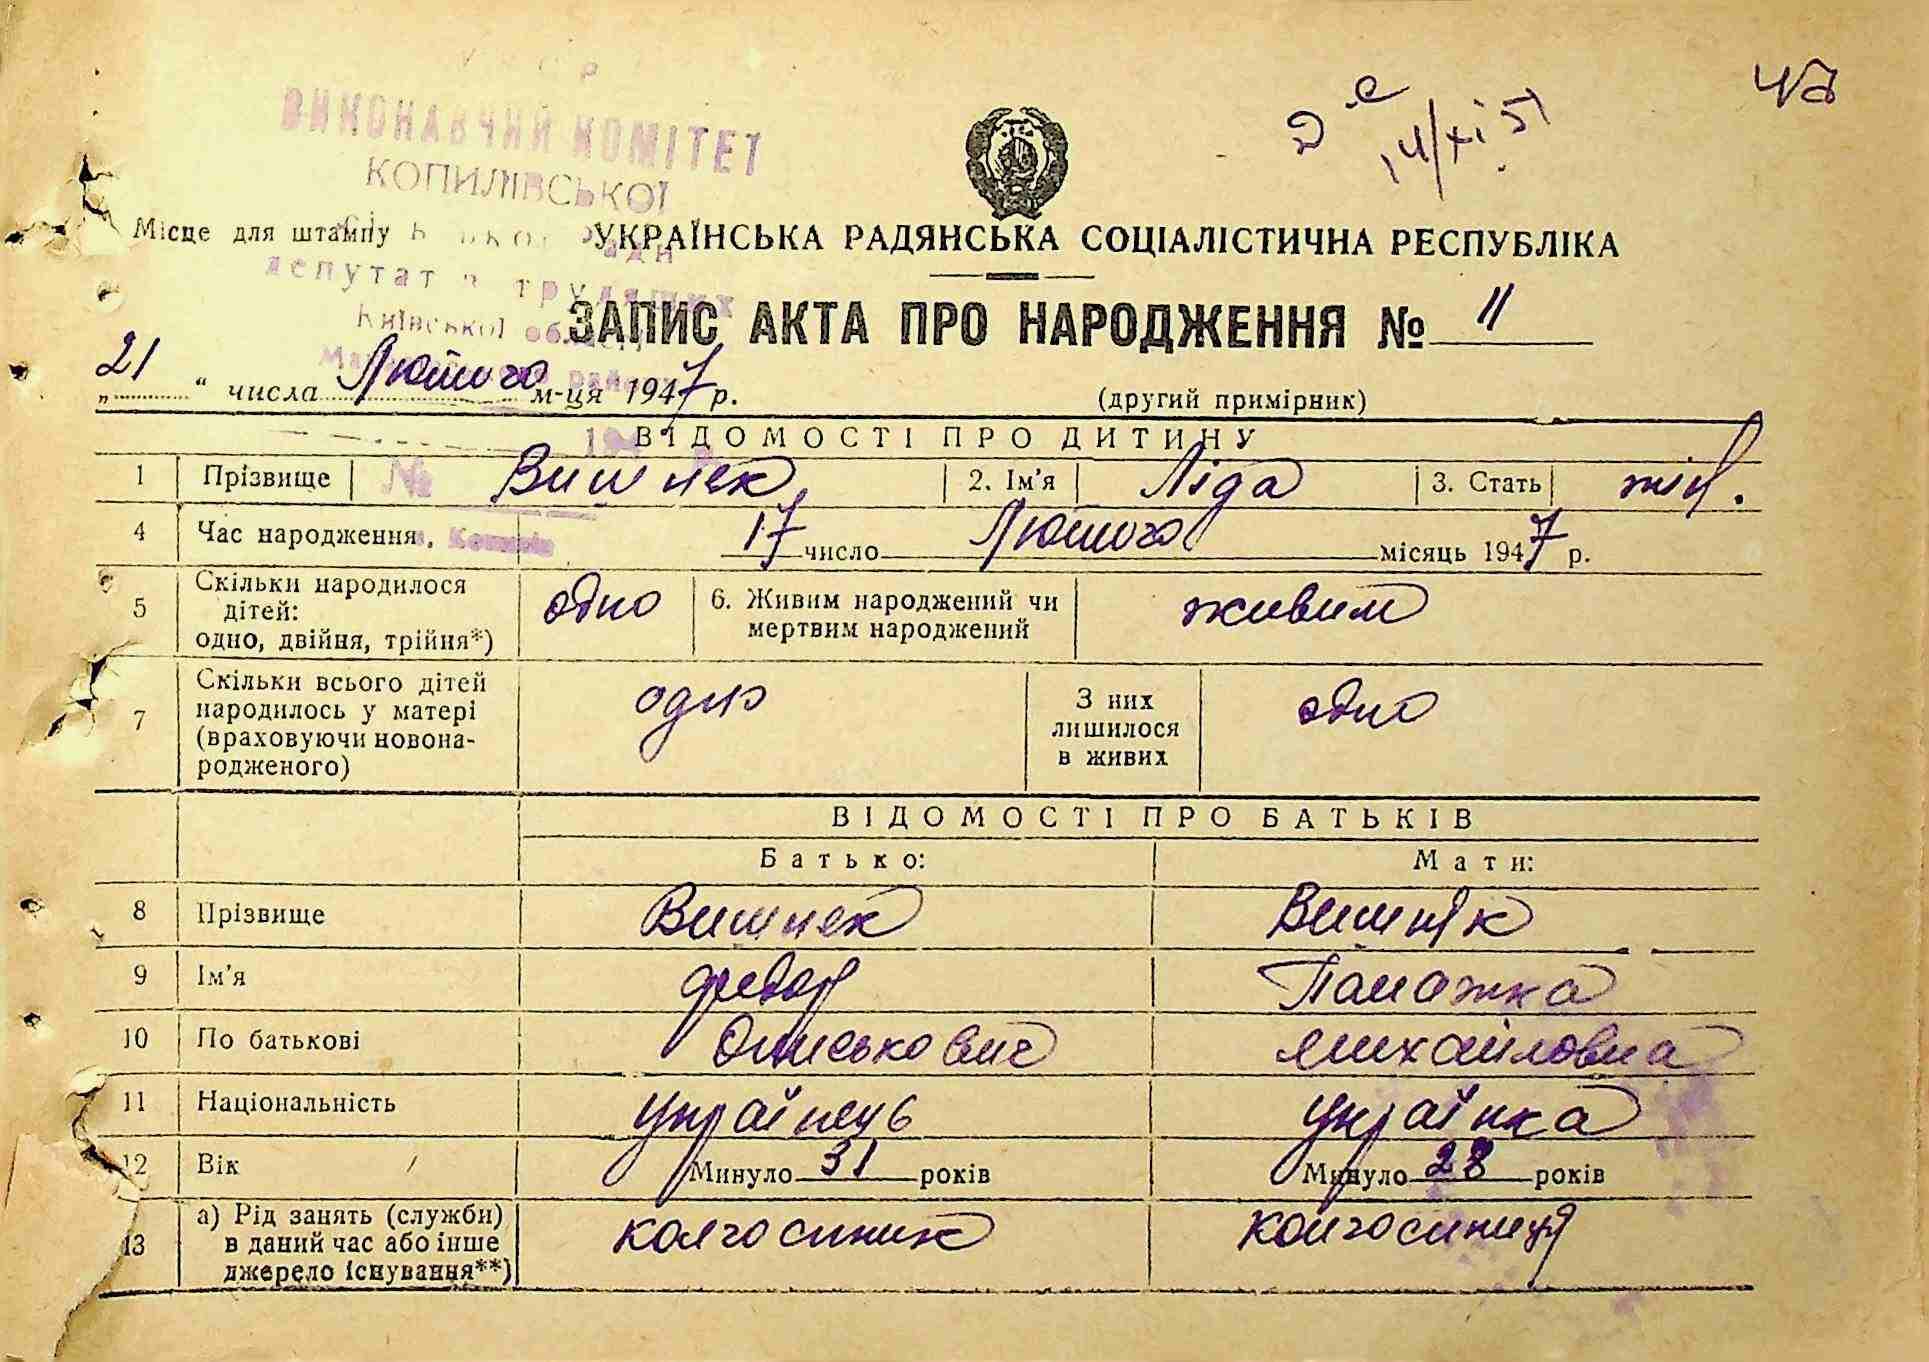 47
14/XI 51
ВИКОНАВЧИЙ КОМІТЕТ
КОПИЛІВСЬКОЇ
Місце для штампу
депутатів трудящих
Київської області
УКРАЇНСЬКА РАДЯНСЬКА СОЦІАЛІСТИЧНА РЕСПУБЛІКА
ЗАПИС АКТА ПРО НАРОДЖЕННЯ № 11
„21“ числа Лютого м-ця 1947 р.
(другий примірник)
ВІДОМОСТІ ПРО ДИТИНУ
1 Прізвище Вишнек 2. Ім'я Ліда 3. Стать жін.
4 Час народження 17 число Лютого місяць 1947 р.
5 Скільки народилося дітей: одно, двійня, трійня*) одно 6. Живим народжений чи мертвим народжений живим
7 Скільки всього дітей народилось у матері (враховуючи новона-родженого) одно З них лишилося в живих одно
ВІДОМОСТІ ПРО БАТЬКІВ
Батько: Мати:
8 Прізвище Вишнек Вишняк
9 Ім'я Федор
10 По батькові Описькович Михайловна
11 Національність Українець Українка
12 Вік Минуло 31 років Минуло 28 років
13 а) Рід занять (служби) в даний час або інше джерело існування**) колгоспник колгоспниця